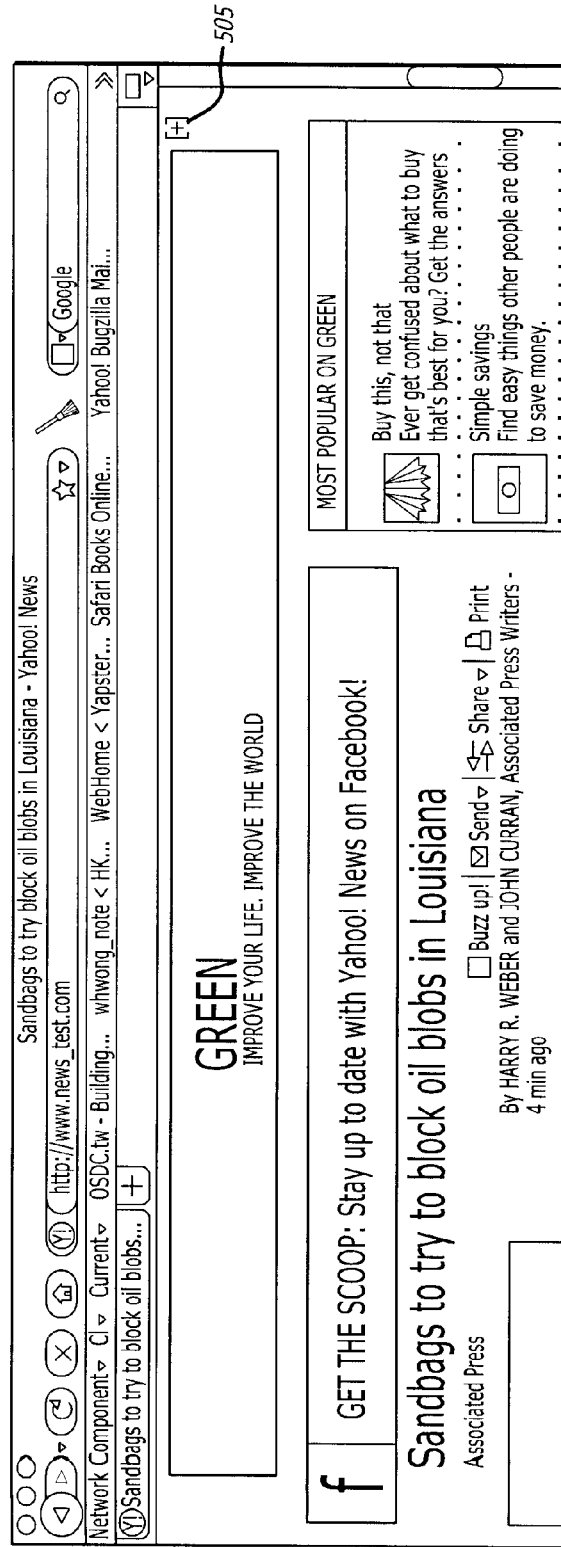 Sandbags to try block oil blobs in Louisiana - Yahoo! News
Y! http://www.news_test.com Google
Network Component CI Current OSDC.tw - Building... whwong_note < HK... WebHome < Yapster... Safari Books Online... Yahoo! Bugzilla Mai...
Y! Sandbags to try to block oil blobs...
505
GREEN
IMPROVE YOUR LIFE. IMPROVE THE WORLD
f GET THE SCOOP: Stay up to date with Yahoo! News on Facebook!
Sandbags to try to block oil blobs in Louisiana
Associated Press
Buzz up! | Send | Share | Print
By HARRY R. WEBER and JOHN CURRAN, Associated Press Writers -
4 min ago
MOST POPULAR ON GREEN
Buy this, not that
Ever get confused about what to buy
that's best for you? Get the answers
Simple savings
Find easy things other people are doing
to save money.